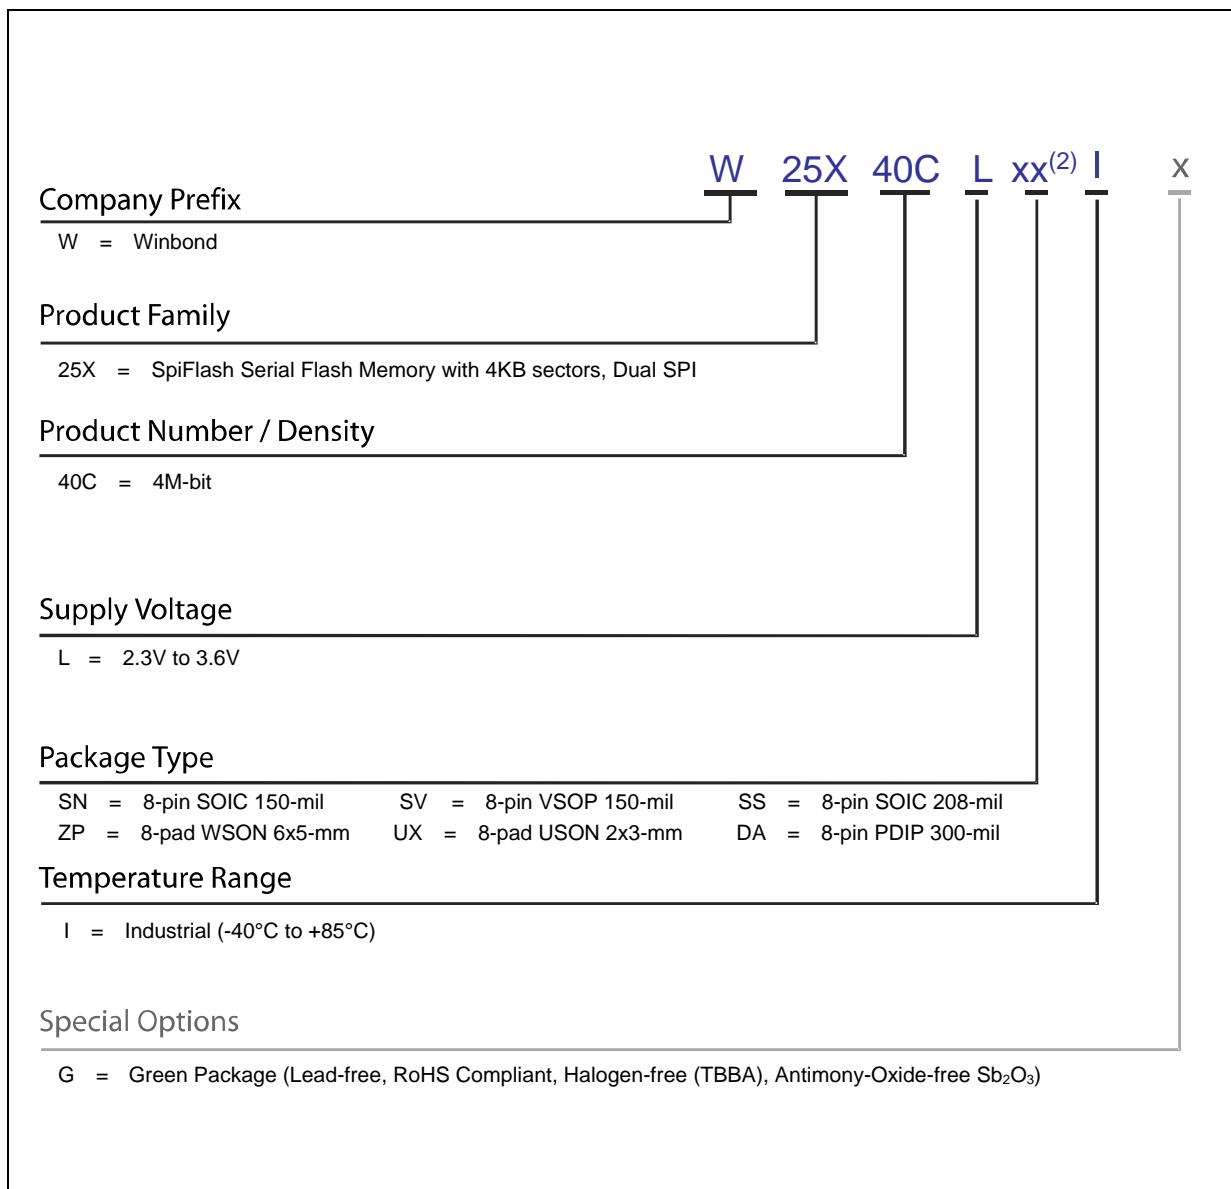 W 25X 40C L xx(2) I x
Company Prefix
W = Winbond
Product Family
25X = SpiFlash Serial Flash Memory with 4KB sectors, Dual SPI
Product Number / Density
40C = 4M-bit
Supply Voltage
L = 2.3V to 3.6V
Package Type
SN = 8-pin SOIC 150-mil SV = 8-pin VSOP 150-mil SS = 8-pin SOIC 208-mil
ZP = 8-pad WSON 6x5-mm UX = 8-pad USON 2x3-mm DA = 8-pin PDIP 300-mil
Temperature Range
I = Industrial (-40°C to +85°C)
Special Options
G = Green Package (Lead-free, RoHS Compliant, Halogen-free (TBBA), Antimony-Oxide-free Sb₂O₃)